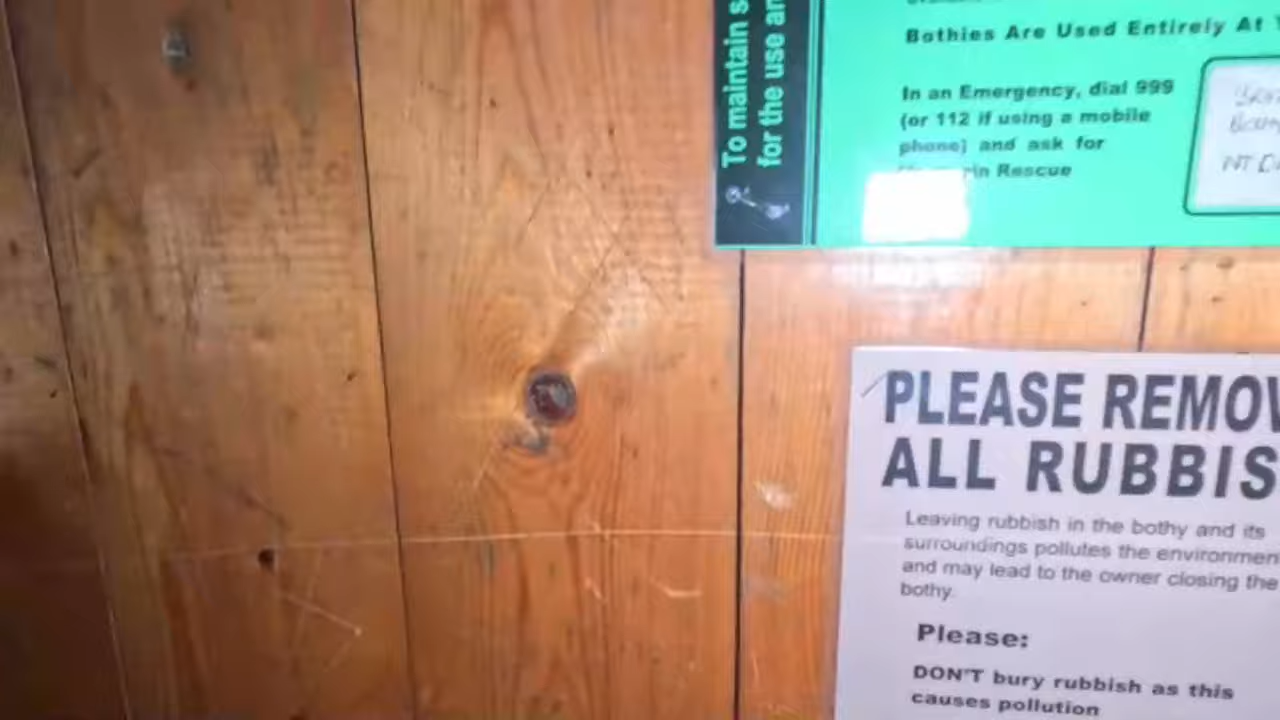 To maintain s
for the use an
Bothies Are Used Entirely At
In an Emergency, dial 999
(or 112 if using a mobile
phone) and ask for
Rescue
NT
PLEASE REMOV
ALL RUBBIS
Leaving rubbish in the bothy and its
surroundings pollutes the environmen
and may lead to the owner closing the
bothy.
Please:
DON'T bury rubbish as this
causes pollution